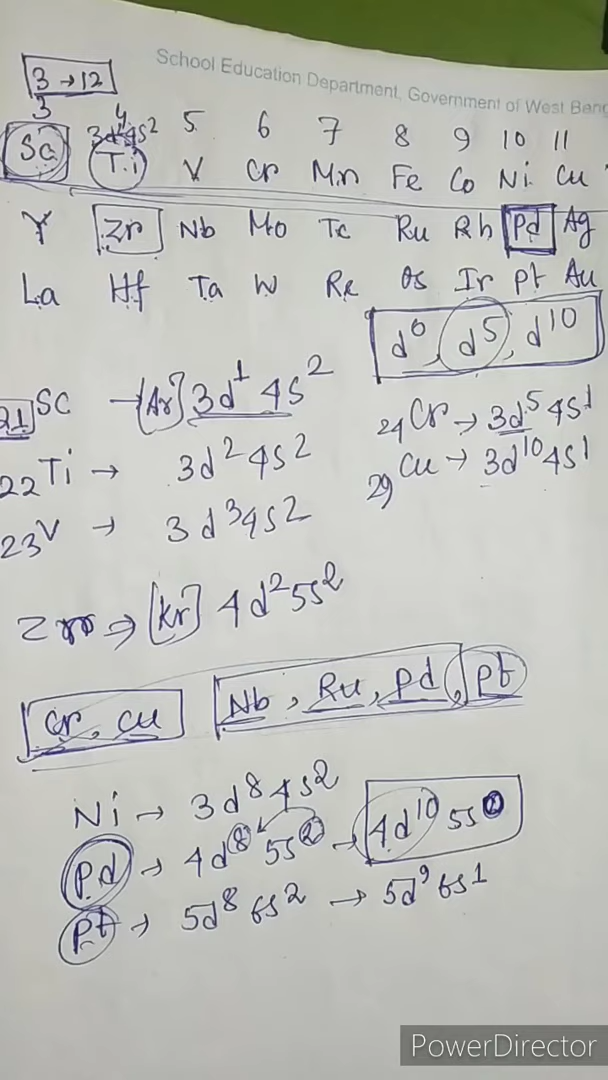 School Education Department, Government of West Beng
3 → 12
3 4 5 6 7 8 9 10 11
3d²4s²
Sc Ti V Cr Mn Fe Co Ni Cu
Y Zr Nb Mo Tc Ru Rh Pd Ag
La Hf Ta W Re Os Ir Pt Au
d⁰, d⁵, d¹⁰
21Sc → [Ar] 3d¹ 4s²
22Ti → 3d² 4s²
23V → 3d³ 4s²
24Cr → 3d⁵ 4s¹
29Cu → 3d¹⁰ 4s¹
Zr → [Kr] 4d² 5s²
Cr, Cu
Nb, Ru, Pd, Pt
Ni → 3d⁸ 4s²
Pd → 4d⁸ 5s² → 4d¹⁰ 5s
Pt → 5d⁸ 6s² → 5d⁹ 6s¹
PowerDirector